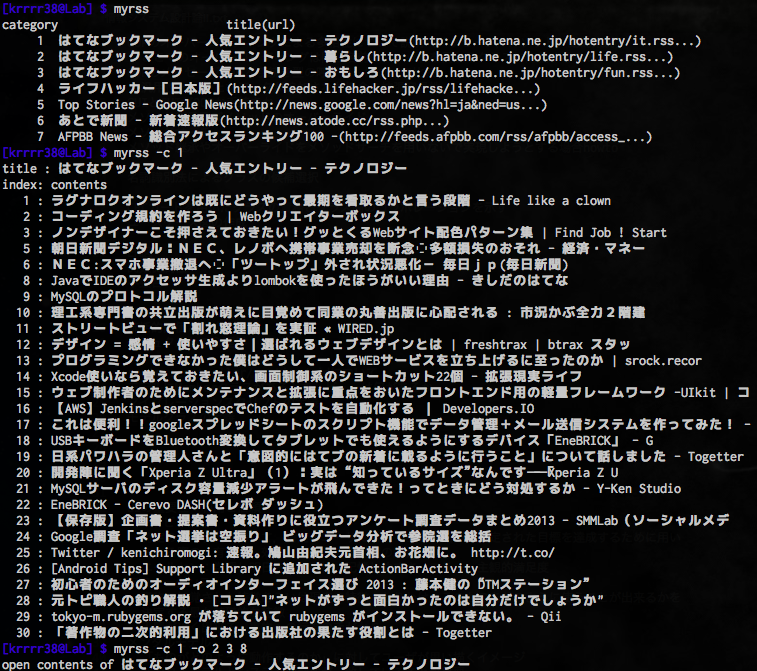 [krrrr38@Lab] $ myrss
category title(url)
1 はてなブックマーク - 人気エントリー - テクノロジー(http://b.hatena.ne.jp/hotentry/it.rss...)
2 はてなブックマーク - 人気エントリー - 暮らし(http://b.hatena.ne.jp/hotentry/life.rss...)
3 はてなブックマーク - 人気エントリー - おもしろ(http://b.hatena.ne.jp/hotentry/fun.rss...)
4 ライフハッカー［日本版］(http://feeds.lifehacker.jp/rss/lifehacke...)
5 Top Stories - Google News(http://news.google.com/news?hl=ja&ned=us...)
6 あとで新聞 - 新着速報版(http://news.atode.cc/rss.php...)
7 AFPBB News - 総合アクセスランキング100 -(http://feeds.afpbb.com/rss/afpbb/access_...)
[krrrr38@Lab] $ myrss -c 1
title : はてなブックマーク - 人気エントリー - テクノロジー
index: contents
1 : ラグナロクオンラインは既にどうやって最期を看取るかと言う段階 - Life like a clown
2 : コーディング規約を作ろう | Webクリエイターボックス
3 : ノンデザイナーこそ押さえておきたい！グッとくるWebサイト配色パターン集 | Find Job ! Start
5 : 朝日新聞デジタル：ＮＥＣ、レノボへ携帯事業売却を断念 多額損失のおそれ - 経済・マネー
6 : ＮＥＣ:スマホ事業撤退へ 「ツートップ」外され状況悪化－ 毎日ｊｐ(毎日新聞)
8 : JavaでIDEのアクセッサ生成よりlombokを使ったほうがいい理由 - きしだのはてな
9 : MySQLのプロトコル解説
10 : 理工系専門書の共立出版が萌えに目覚めて同業の丸善出版に心配される : 市況かぶ全力２階建
11 : ストリートビューで「割れ窓理論」を実証 « WIRED.jp
12 : デザイン = 感情 + 使いやすさ｜選ばれるウェブデザインとは | freshtrax | btrax スタッ
13 : プログラミングできなかった僕はどうして一人でWEBサービスを立ち上げるに至ったのか | srock.recor
14 : Xcode使いなら覚えておきたい、画面制御系のショートカット22個 - 拡張現実ライフ
15 : ウェブ制作者のためにメンテナンスと拡張に重点をおいたフロントエンド用の軽量フレームワーク -UIkit | コ
16 : 【AWS】JenkinsとserverspecでChefのテストを自動化する ｜ Developers.IO
17 : これは便利！！googleスプレッドシートのスクリプト機能でデータ管理＋メール送信システムを作ってみた！ -
18 : USBキーボードをBluetooth変換してタブレットでも使えるようにするデバイス「EneBRICK」 - G
19 : 日系パワハラの管理人さんと「意図的にはてブの新着に載るように行うこと」について話しました - Togetter
20 : 開発陣に聞く「Xperia Z Ultra」（1）：実は “知っているサイズ”なんです――Xperia Z U
21 : MySQLサーバのディスク容量減少アラートが飛んできた！ってときにどう対処するか - Y-Ken Studio
22 : EneBRICK - Cerevo DASH(セレボ ダッシュ)
23 : 【保存版】企画書・提案書・資料作りに役立つアンケート調査データまとめ2013 - SMMLab（ソーシャルメデ
24 : Google調査「ネット選挙は空振り」 ビッグデータ分析で参院選を総括
25 : Twitter / kenichiromogi: 速報。鳩山由紀夫元首相、お花畑に。 http://t.co/
26 : [Android Tips] Support Library に追加された ActionBarActivity
27 : 初心者のためのオーディオインターフェイス選び 2013 : 藤本健の “DTMステーション”
28 : 元トピ職人の釣り解説 ・ [コラム]”ネットがずっと面白かったのは自分だけでしょうか”
29 : tokyo-m.rubygems.org が落ちていて rubygems がインストールできない。 - Qii
30 : 「著作物の二次的利用」における出版社の果たす役割とは - Togetter
[krrrr38@Lab] $ myrss -c 1 -o 2 3 8
open contents of はてなブックマーク - 人気エントリー - テクノロジー